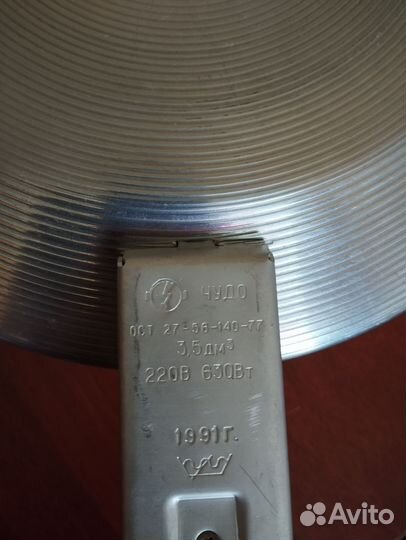 ЧУДО
ОСТ 27-56-140-77
3,5дм³
220В 630Вт
1991г.
Avito